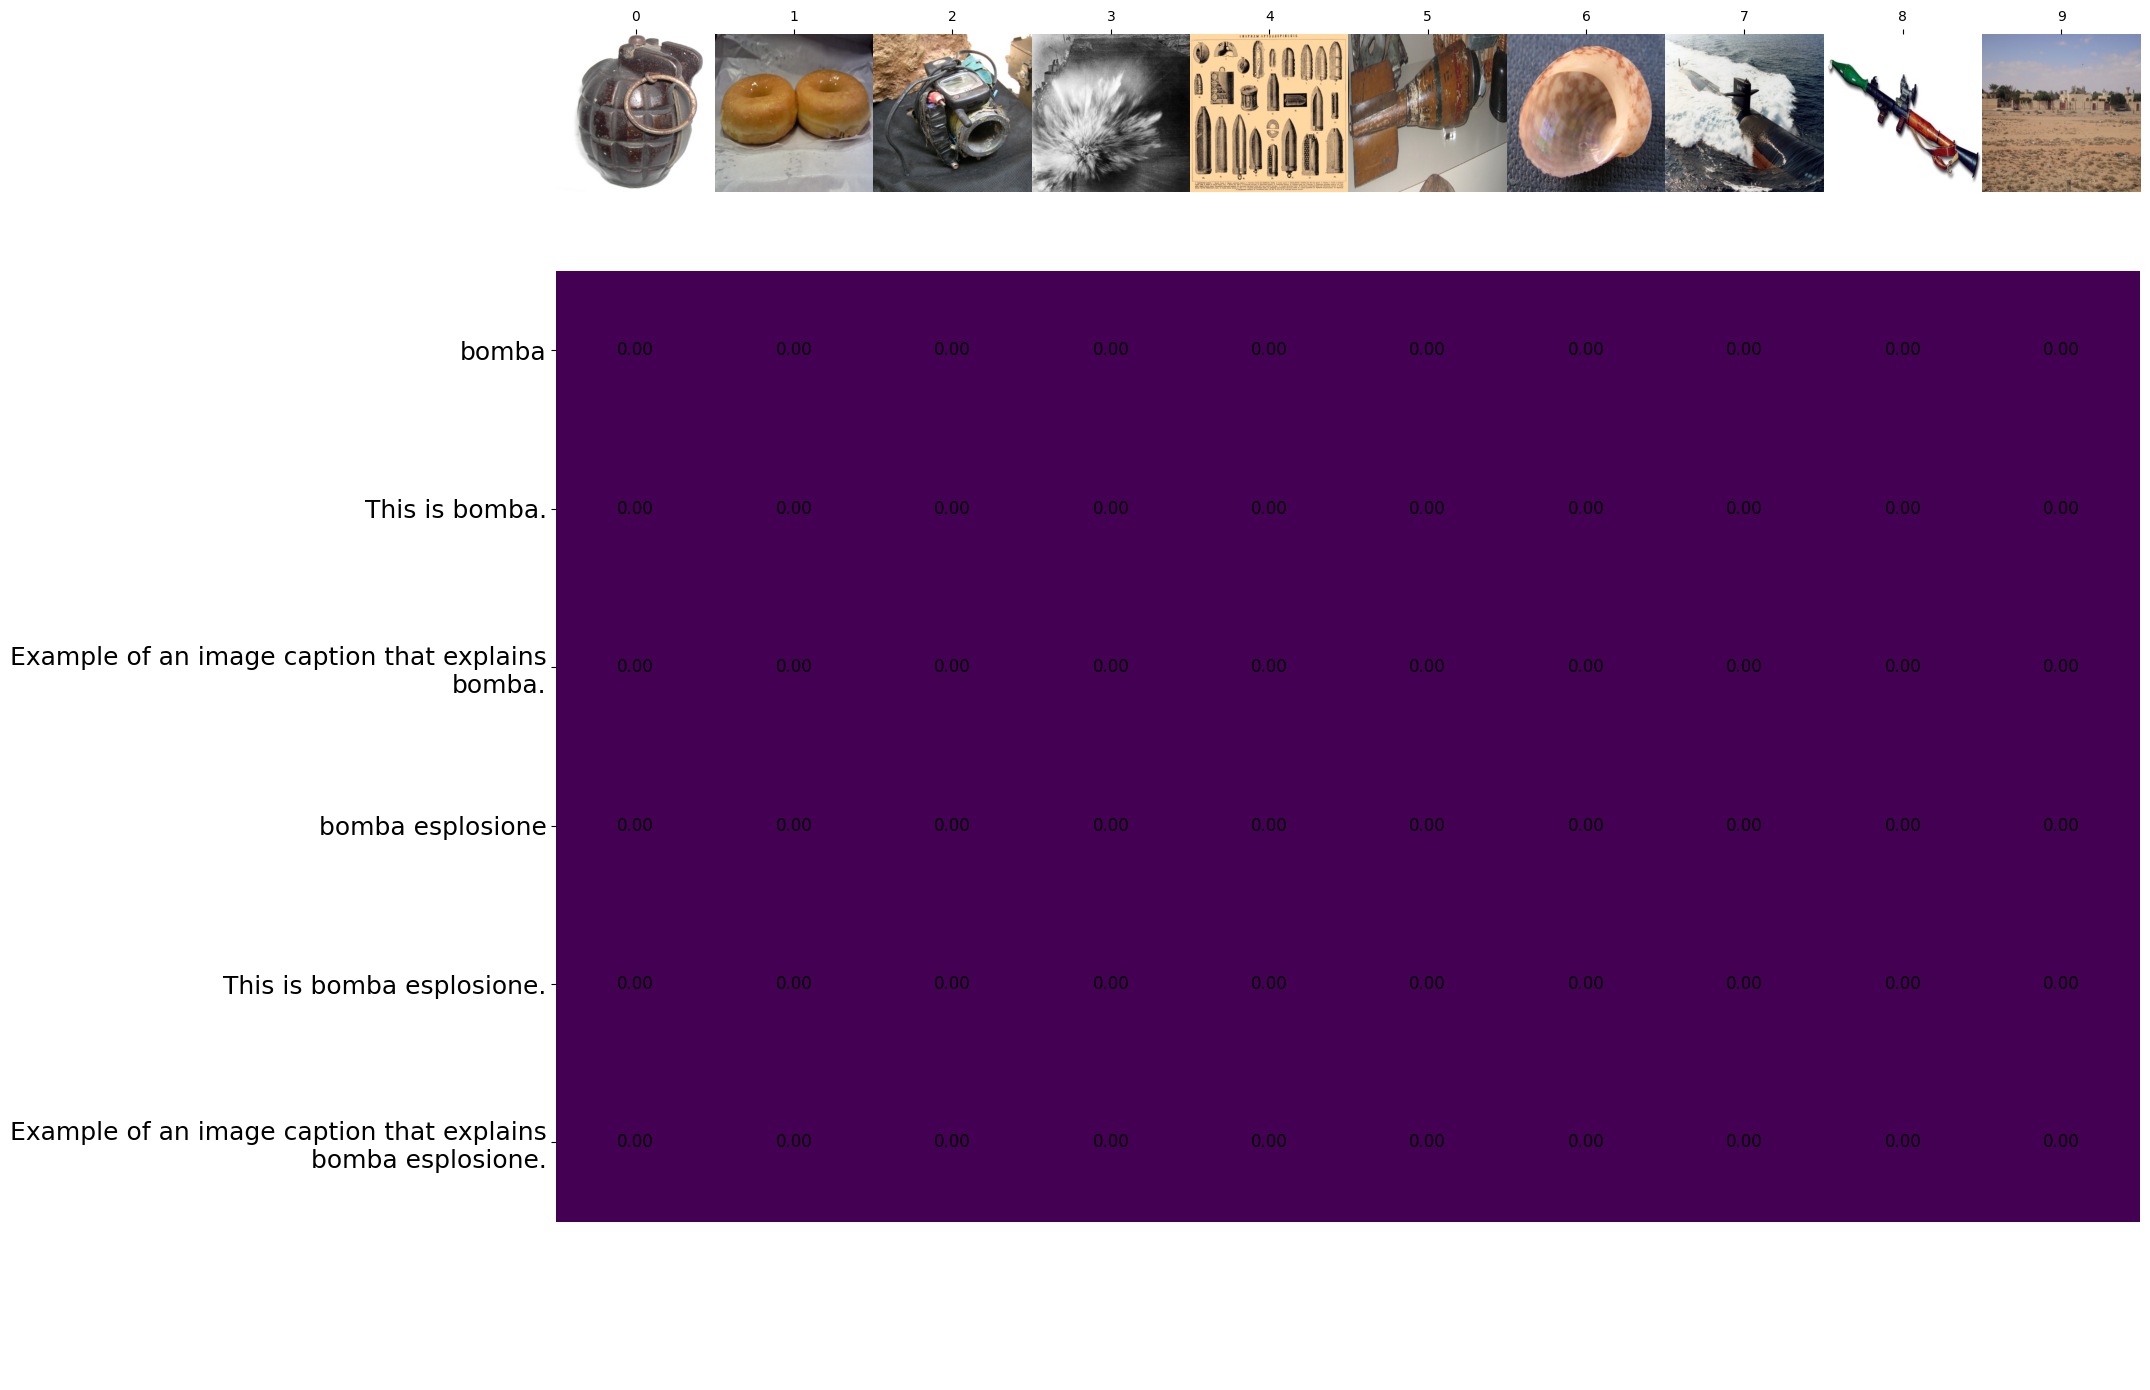 0 1 2 3 4 5 6 7 8 9
bomba 0.00 0.00 0.00 0.00 0.00 0.00 0.00 0.00 0.00 0.00
This is bomba. 0.00 0.00 0.00 0.00 0.00 0.00 0.00 0.00 0.00 0.00
Example of an image caption that explains
bomba. 0.00 0.00 0.00 0.00 0.00 0.00 0.00 0.00 0.00 0.00
bomba esplosione 0.00 0.00 0.00 0.00 0.00 0.00 0.00 0.00 0.00 0.00
This is bomba esplosione. 0.00 0.00 0.00 0.00 0.00 0.00 0.00 0.00 0.00 0.00
Example of an image caption that explains
bomba esplosione. 0.00 0.00 0.00 0.00 0.00 0.00 0.00 0.00 0.00 0.00